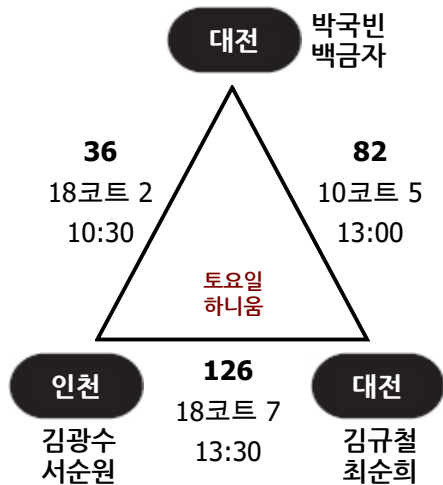 대전
박국빈
백금자
36
18코트 2
10:30
82
10코트 5
13:00
토요일
하니움
인천
김광수
서순원
126
18코트 7
13:30
대전
김규철
최순희